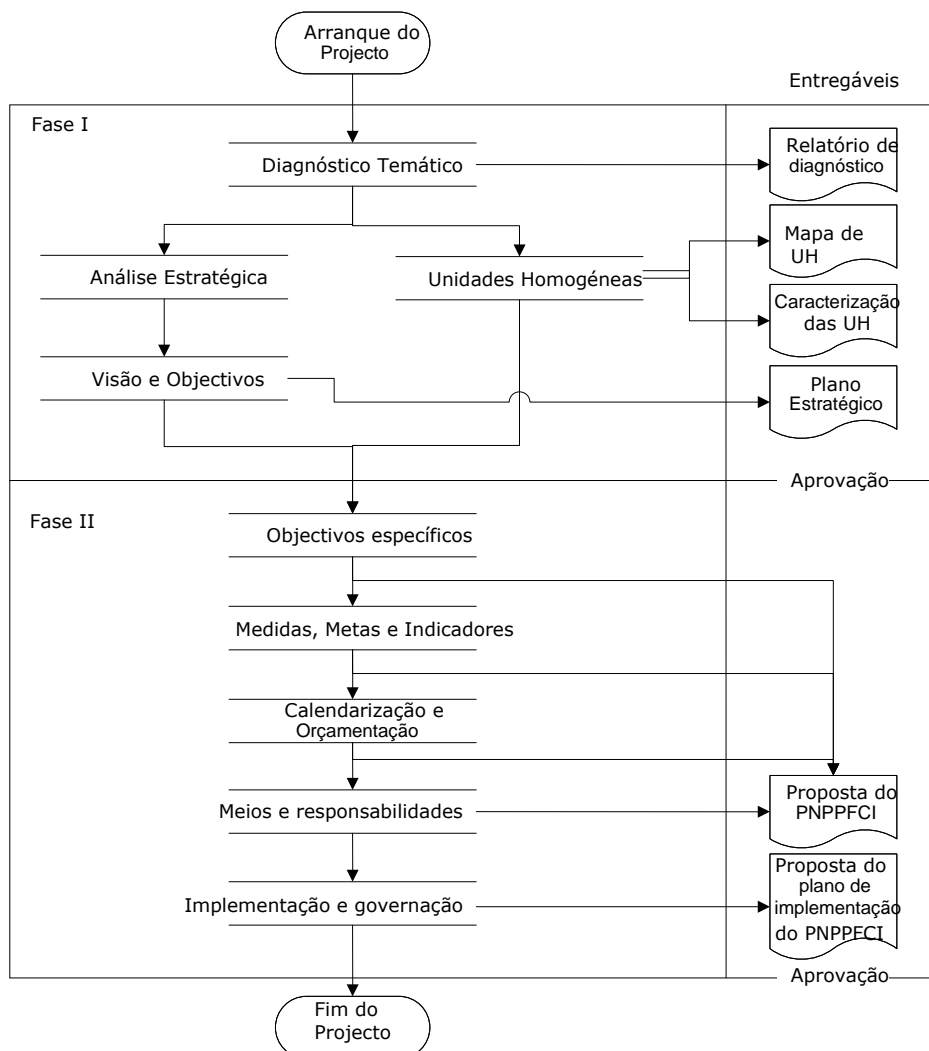 Arranque do
Projecto
Entregáveis
Fase I
Diagnóstico Temático
Relatório de
diagnóstico
Análise Estratégica
Unidades Homogéneas
Mapa de
UH
Caracterização
das UH
Visão e Objectivos
Plano
Estratégico
Aprovação
Fase II
Objectivos específicos
Medidas, Metas e Indicadores
Calendarização e
Orçamentação
Meios e responsabilidades
Proposta do
PNPPFCI
Implementação e governação
Proposta do
plano de
implementação
do PNPPFCI
Aprovação
Fim do
Projecto